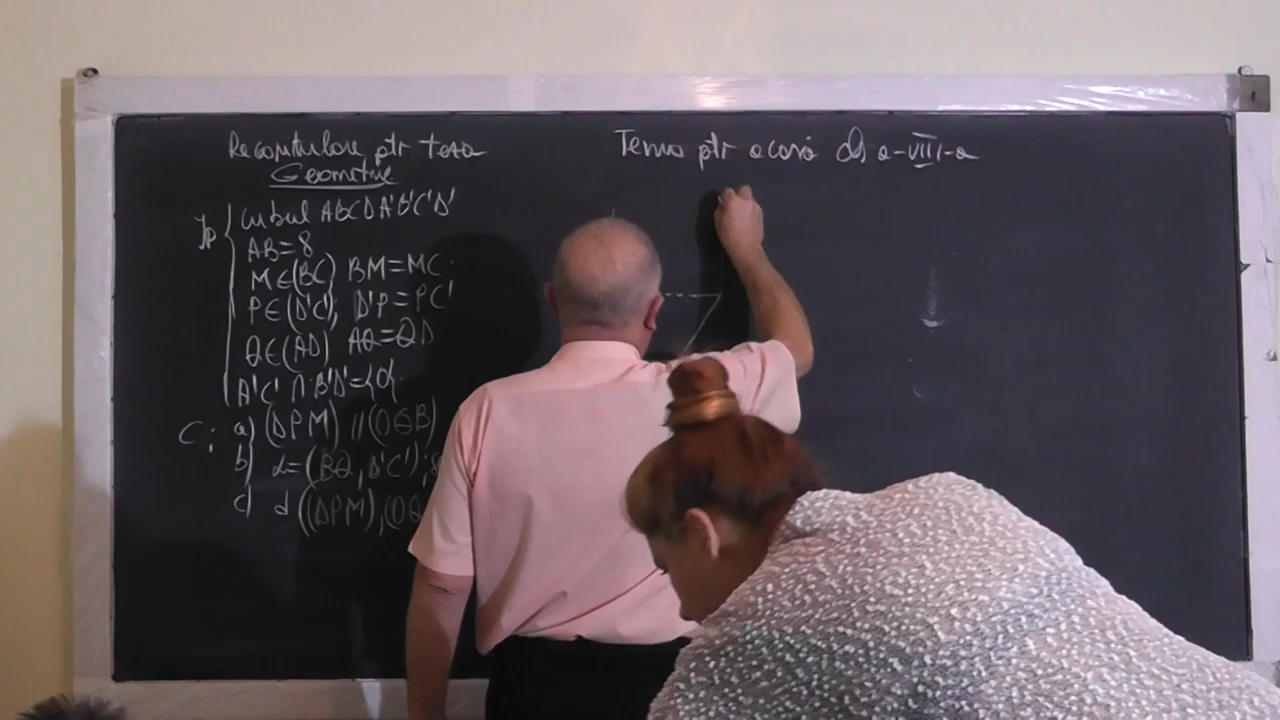 Recapitulare ptr teza
Geometrie
Ip
cubul ABCDA'B'C'D'
AB=8
M∈(BC) BM=MC
P∈(D'C'); D'P=PC'
Q∈(AD) AQ=QD
A'C' ∩ B'D'={O}
C:
a) (DPM) // (OQB)
b) α=(BQ, D'C');
c) d((DPM),(OQ
Tema ptr acasă cls a-VIII-a